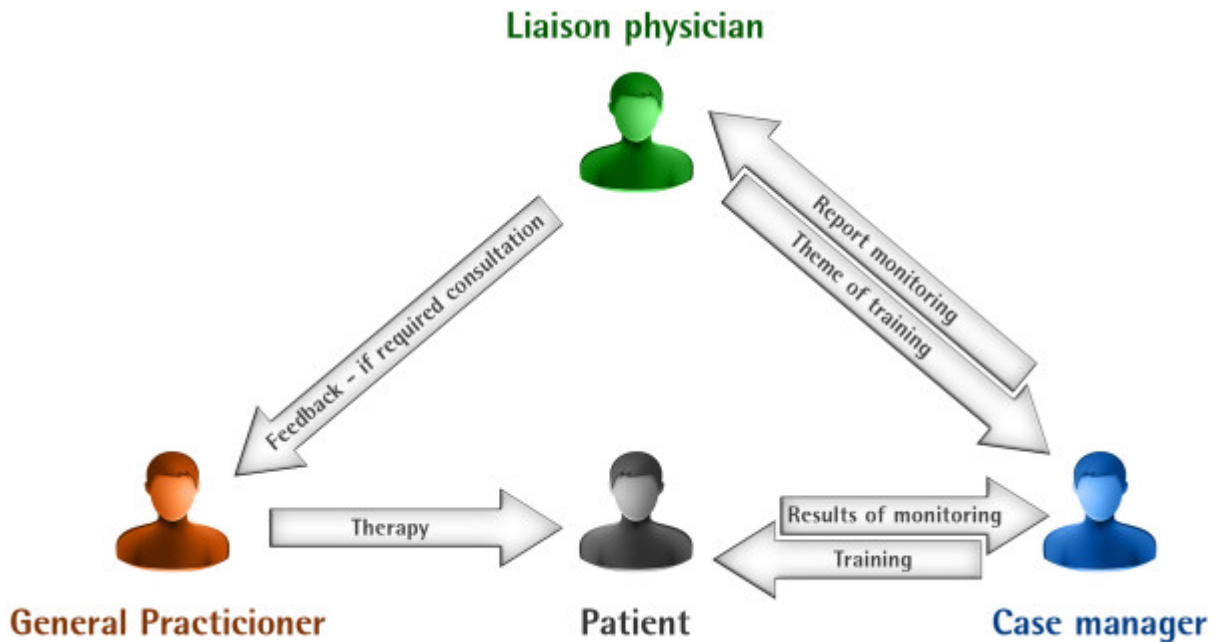 Liaison physician
Report monitoring
Theme of training
Feedback - if required consultation
Therapy
Results of monitoring
Training
General Practicioner
Patient
Case manager